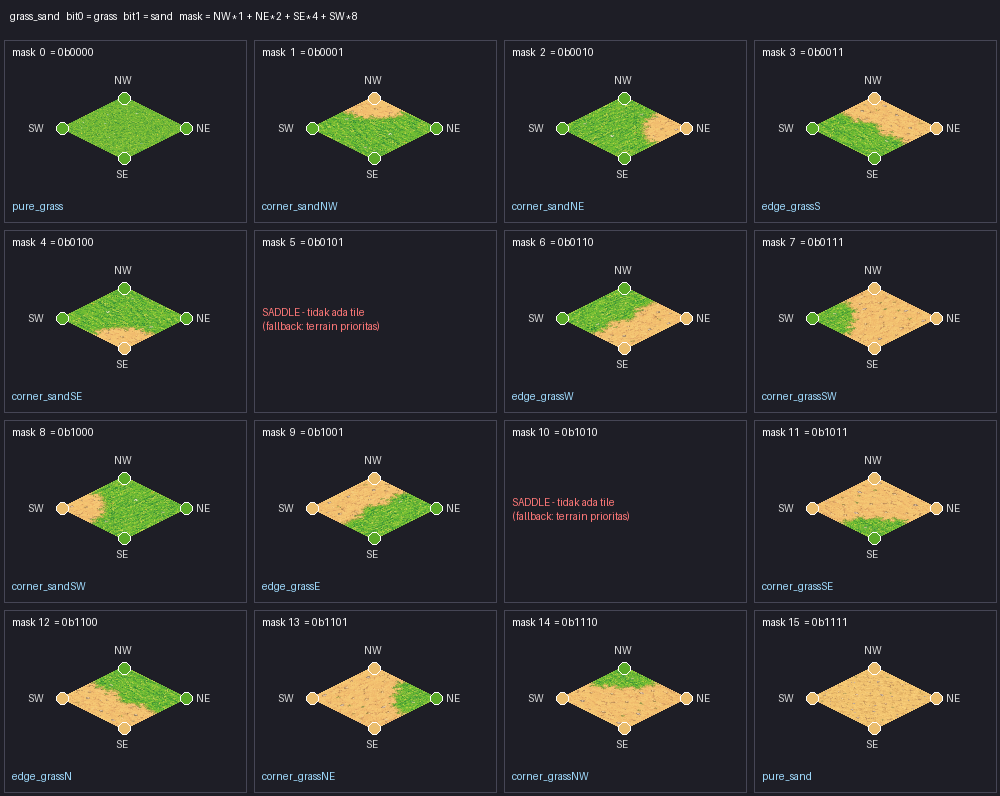 grass_sand bit0 = grass bit1 = sand mask = NW*1 + NE*2 + SE*4 + SW*8
mask 0 = 0b0000
NW
SW
NE
SE
pure_grass
mask 1 = 0b0001
NW
SW
NE
SE
corner_sandNW
mask 2 = 0b0010
NW
SW
NE
SE
corner_sandNE
mask 3 = 0b0011
NW
SW
NE
SE
edge_grassS
mask 4 = 0b0100
NW
SW
NE
SE
corner_sandSE
mask 5 = 0b0101
SADDLE - tidak ada tile
(fallback: terrain prioritas)
mask 6 = 0b0110
NW
SW
NE
SE
edge_grassW
mask 7 = 0b0111
NW
SW
NE
SE
corner_grassSW
mask 8 = 0b1000
NW
SW
NE
SE
corner_sandSW
mask 9 = 0b1001
NW
SW
NE
SE
edge_grassE
mask 10 = 0b1010
SADDLE - tidak ada tile
(fallback: terrain prioritas)
mask 11 = 0b1011
NW
SW
NE
SE
corner_grassSE
mask 12 = 0b1100
NW
SW
NE
SE
edge_grassN
mask 13 = 0b1101
NW
SW
NE
SE
corner_grassNE
mask 14 = 0b1110
NW
SW
NE
SE
corner_grassNW
mask 15 = 0b1111
NW
SW
NE
SE
pure_sand